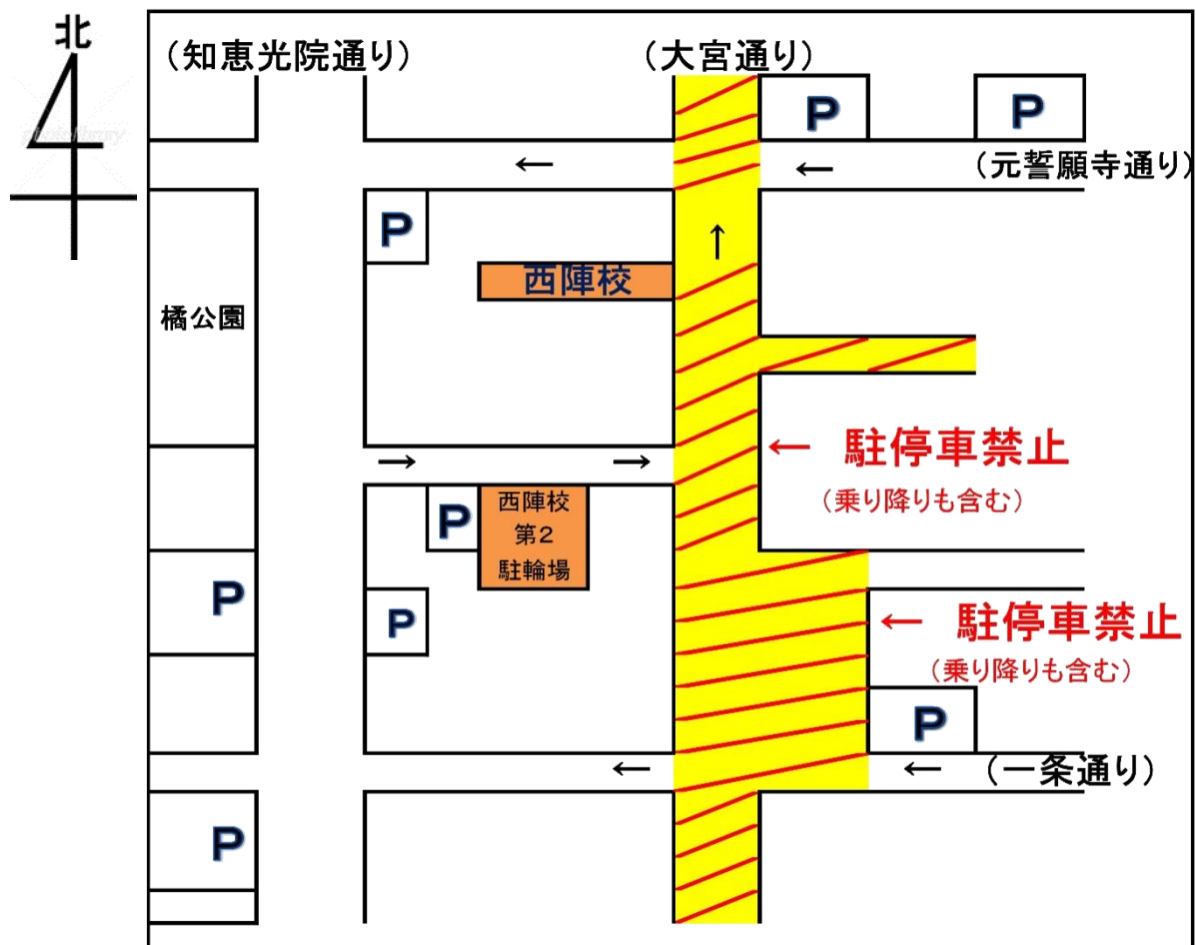 北
(知恵光院通り)
(大宮通り)
P
P
photolibrary
←
←
(元誓願寺通り)
P
↑
西陣校
橘公園
← 駐停車禁止
(乗り降りも含む)
→
→
P
西陣校
第2
駐輪場
P
P
← 駐停車禁止
(乗り降りも含む)
P
←
←
(一条通り)
P